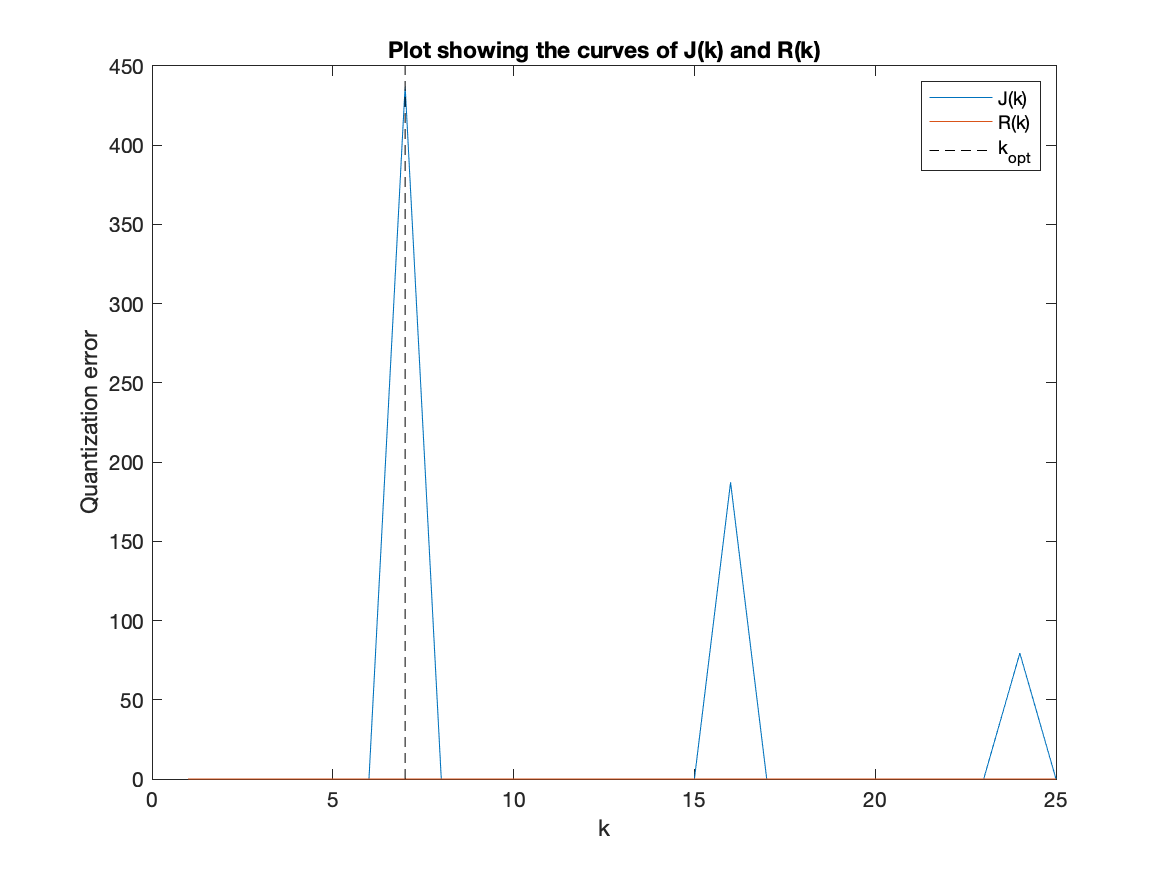 Plot showing the curves of J(k) and R(k)
450
400
350
300
250
200
150
100
50
0
Quantization error
J(k)
R(k)
k_opt
0 5 10 15 20 25
k